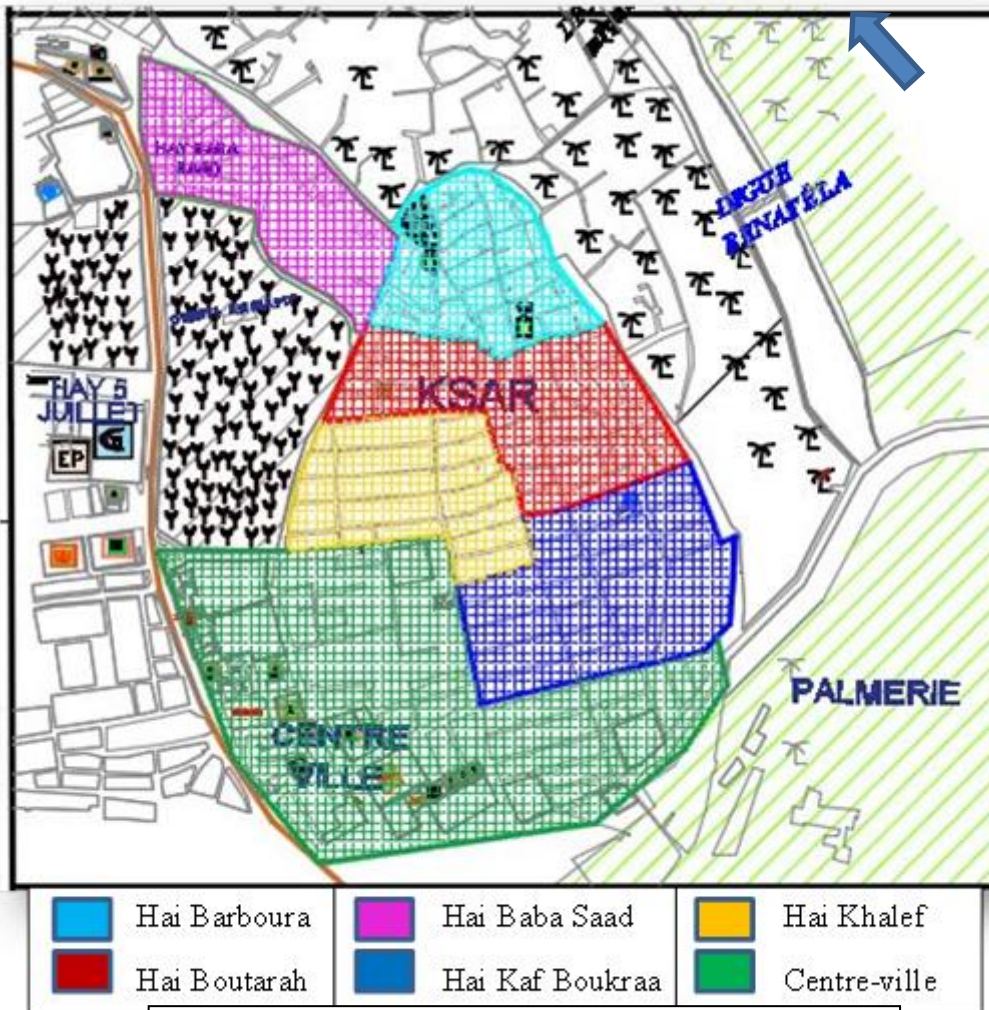 DIGUE
BINAFELA
HAY 5
JUILLET
EP
KSAR
PALMERIE
CENTRE
VILLE
Hai Barboura
Hai Baba Saad
Hai Khalef
Hai Boutarah
Hai Kaf Boukraa
Centre-ville